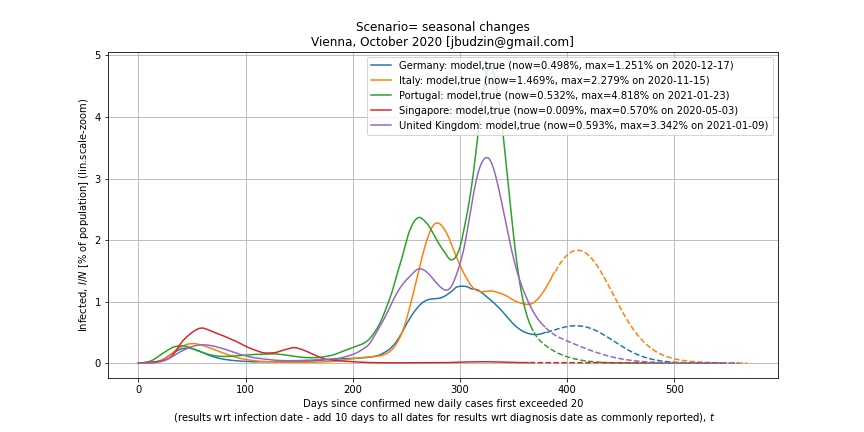 Scenario= seasonal changes
Vienna, October 2020 [jbudzin@gmail.com]
Germany: model,true (now=0.498%, max=1.251% on 2020-12-17)
Italy: model,true (now=1.469%, max=2.279% on 2020-11-15)
Portugal: model,true (now=0.532%, max=4.818% on 2021-01-23)
Singapore: model,true (now=0.009%, max=0.570% on 2020-05-03)
United Kingdom: model,true (now=0.593%, max=3.342% on 2021-01-09)
Infected, I/N [% of population] (lin.scale-zoom)
5
4
3
2
1
0
0 100 200 300 400 500
Days since confirmed new daily cases first exceeded 20
(results wrt infection date - add 10 days to all dates for results wrt diagnosis date as commonly reported), t